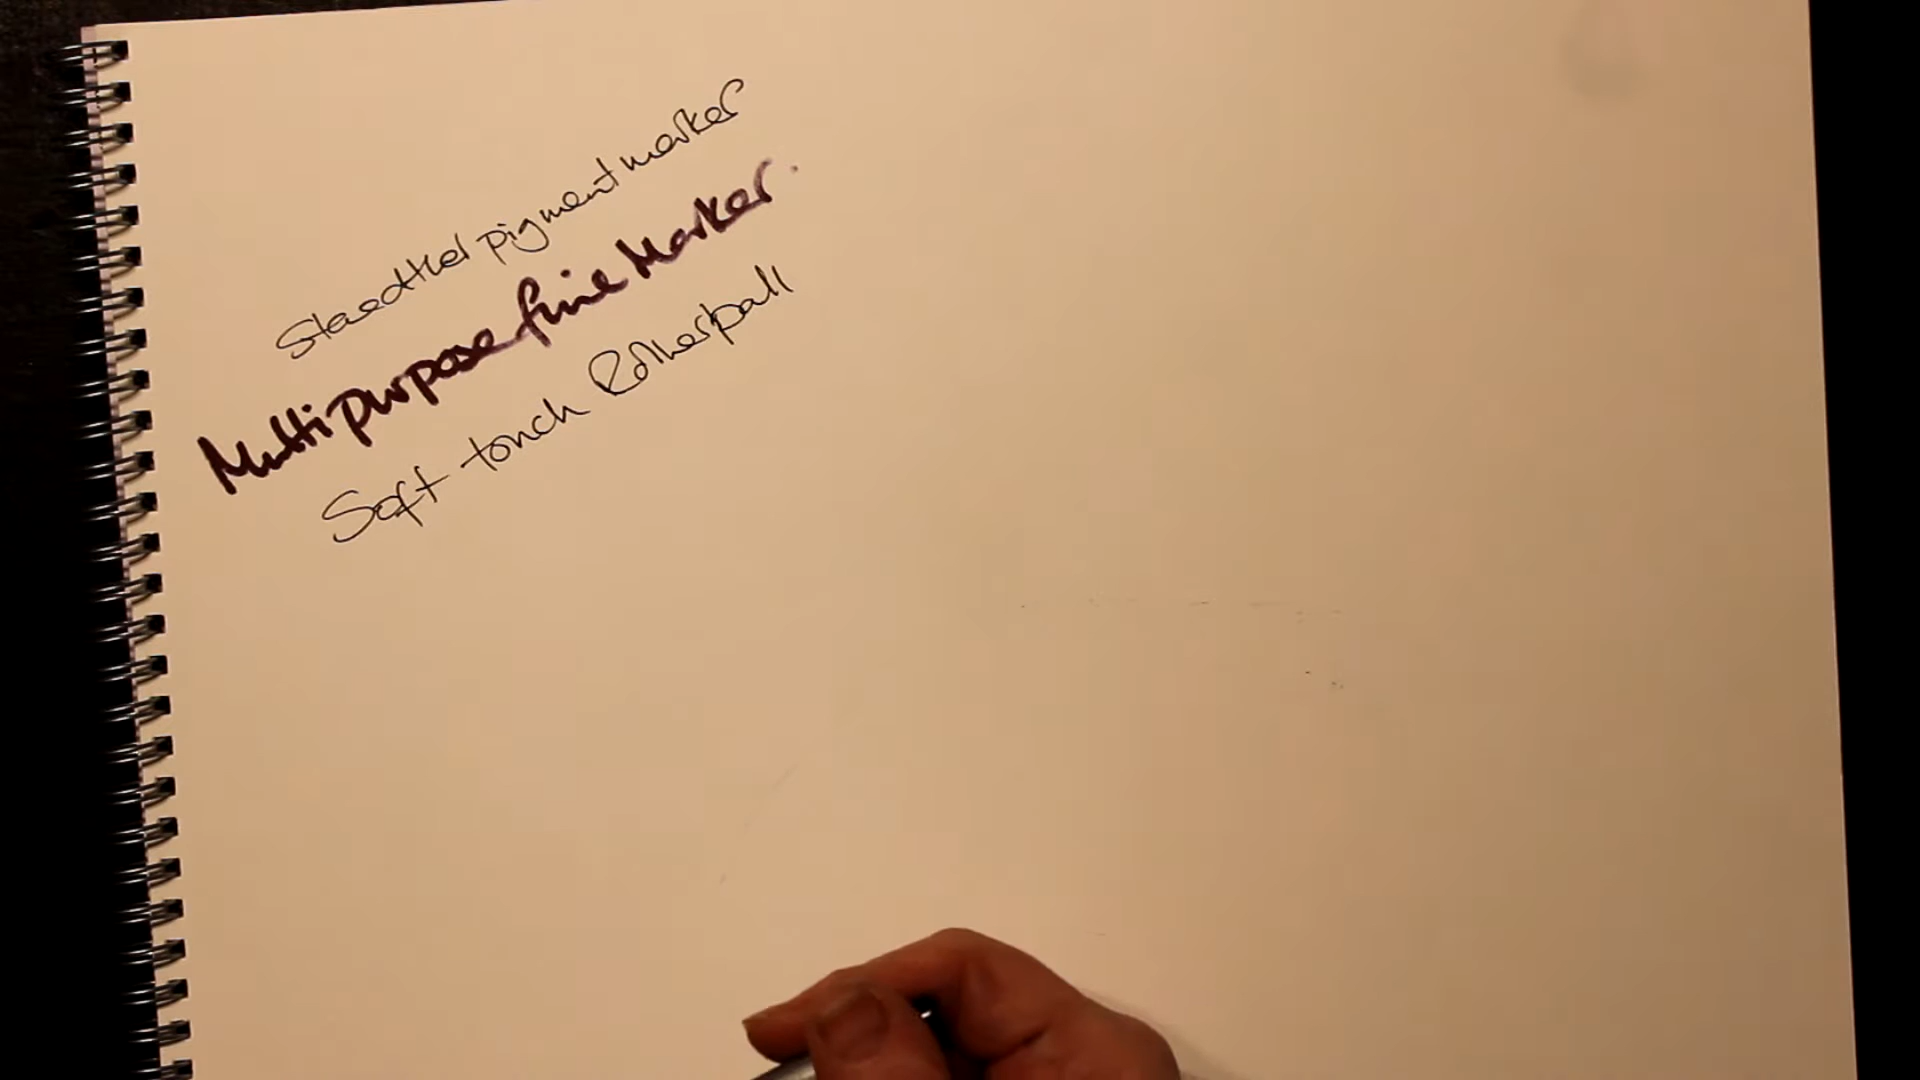 Staedtler pigment marker
Multi purpose fine Marker.
Soft touch Rollerball